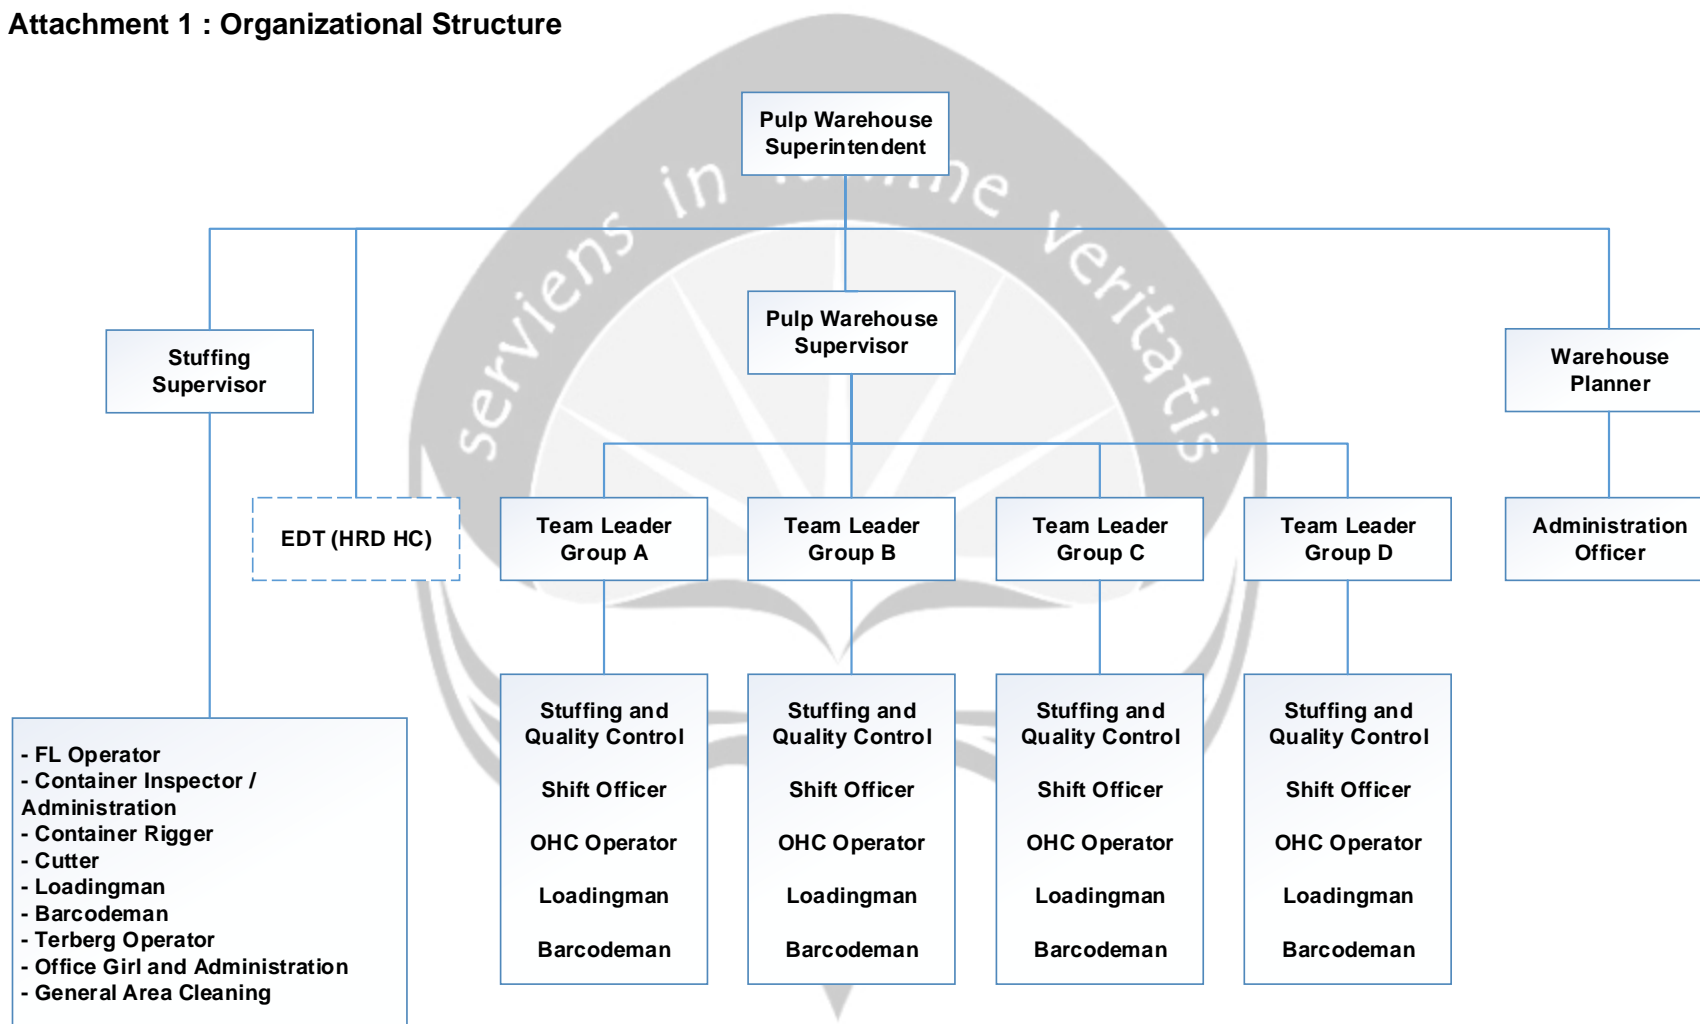 Attachment 1 : Organizational Structure
Pulp Warehouse
Superintendent
serviens in lumine veritatis
Stuffing
Supervisor
Pulp Warehouse
Supervisor
Warehouse
Planner
EDT (HRD HC)
Team Leader
Group A
Team Leader
Group B
Team Leader
Group C
Team Leader
Group D
Administration
Officer
- FL Operator
- Container Inspector /
Administration
- Container Rigger
- Cutter
- Loadingman
- Barcodeman
- Terberg Operator
- Office Girl and Administration
- General Area Cleaning
Stuffing and
Quality Control
Shift Officer
OHC Operator
Loadingman
Barcodeman
Stuffing and
Quality Control
Shift Officer
OHC Operator
Loadingman
Barcodeman
Stuffing and
Quality Control
Shift Officer
OHC Operator
Loadingman
Barcodeman
Stuffing and
Quality Control
Shift Officer
OHC Operator
Loadingman
Barcodeman